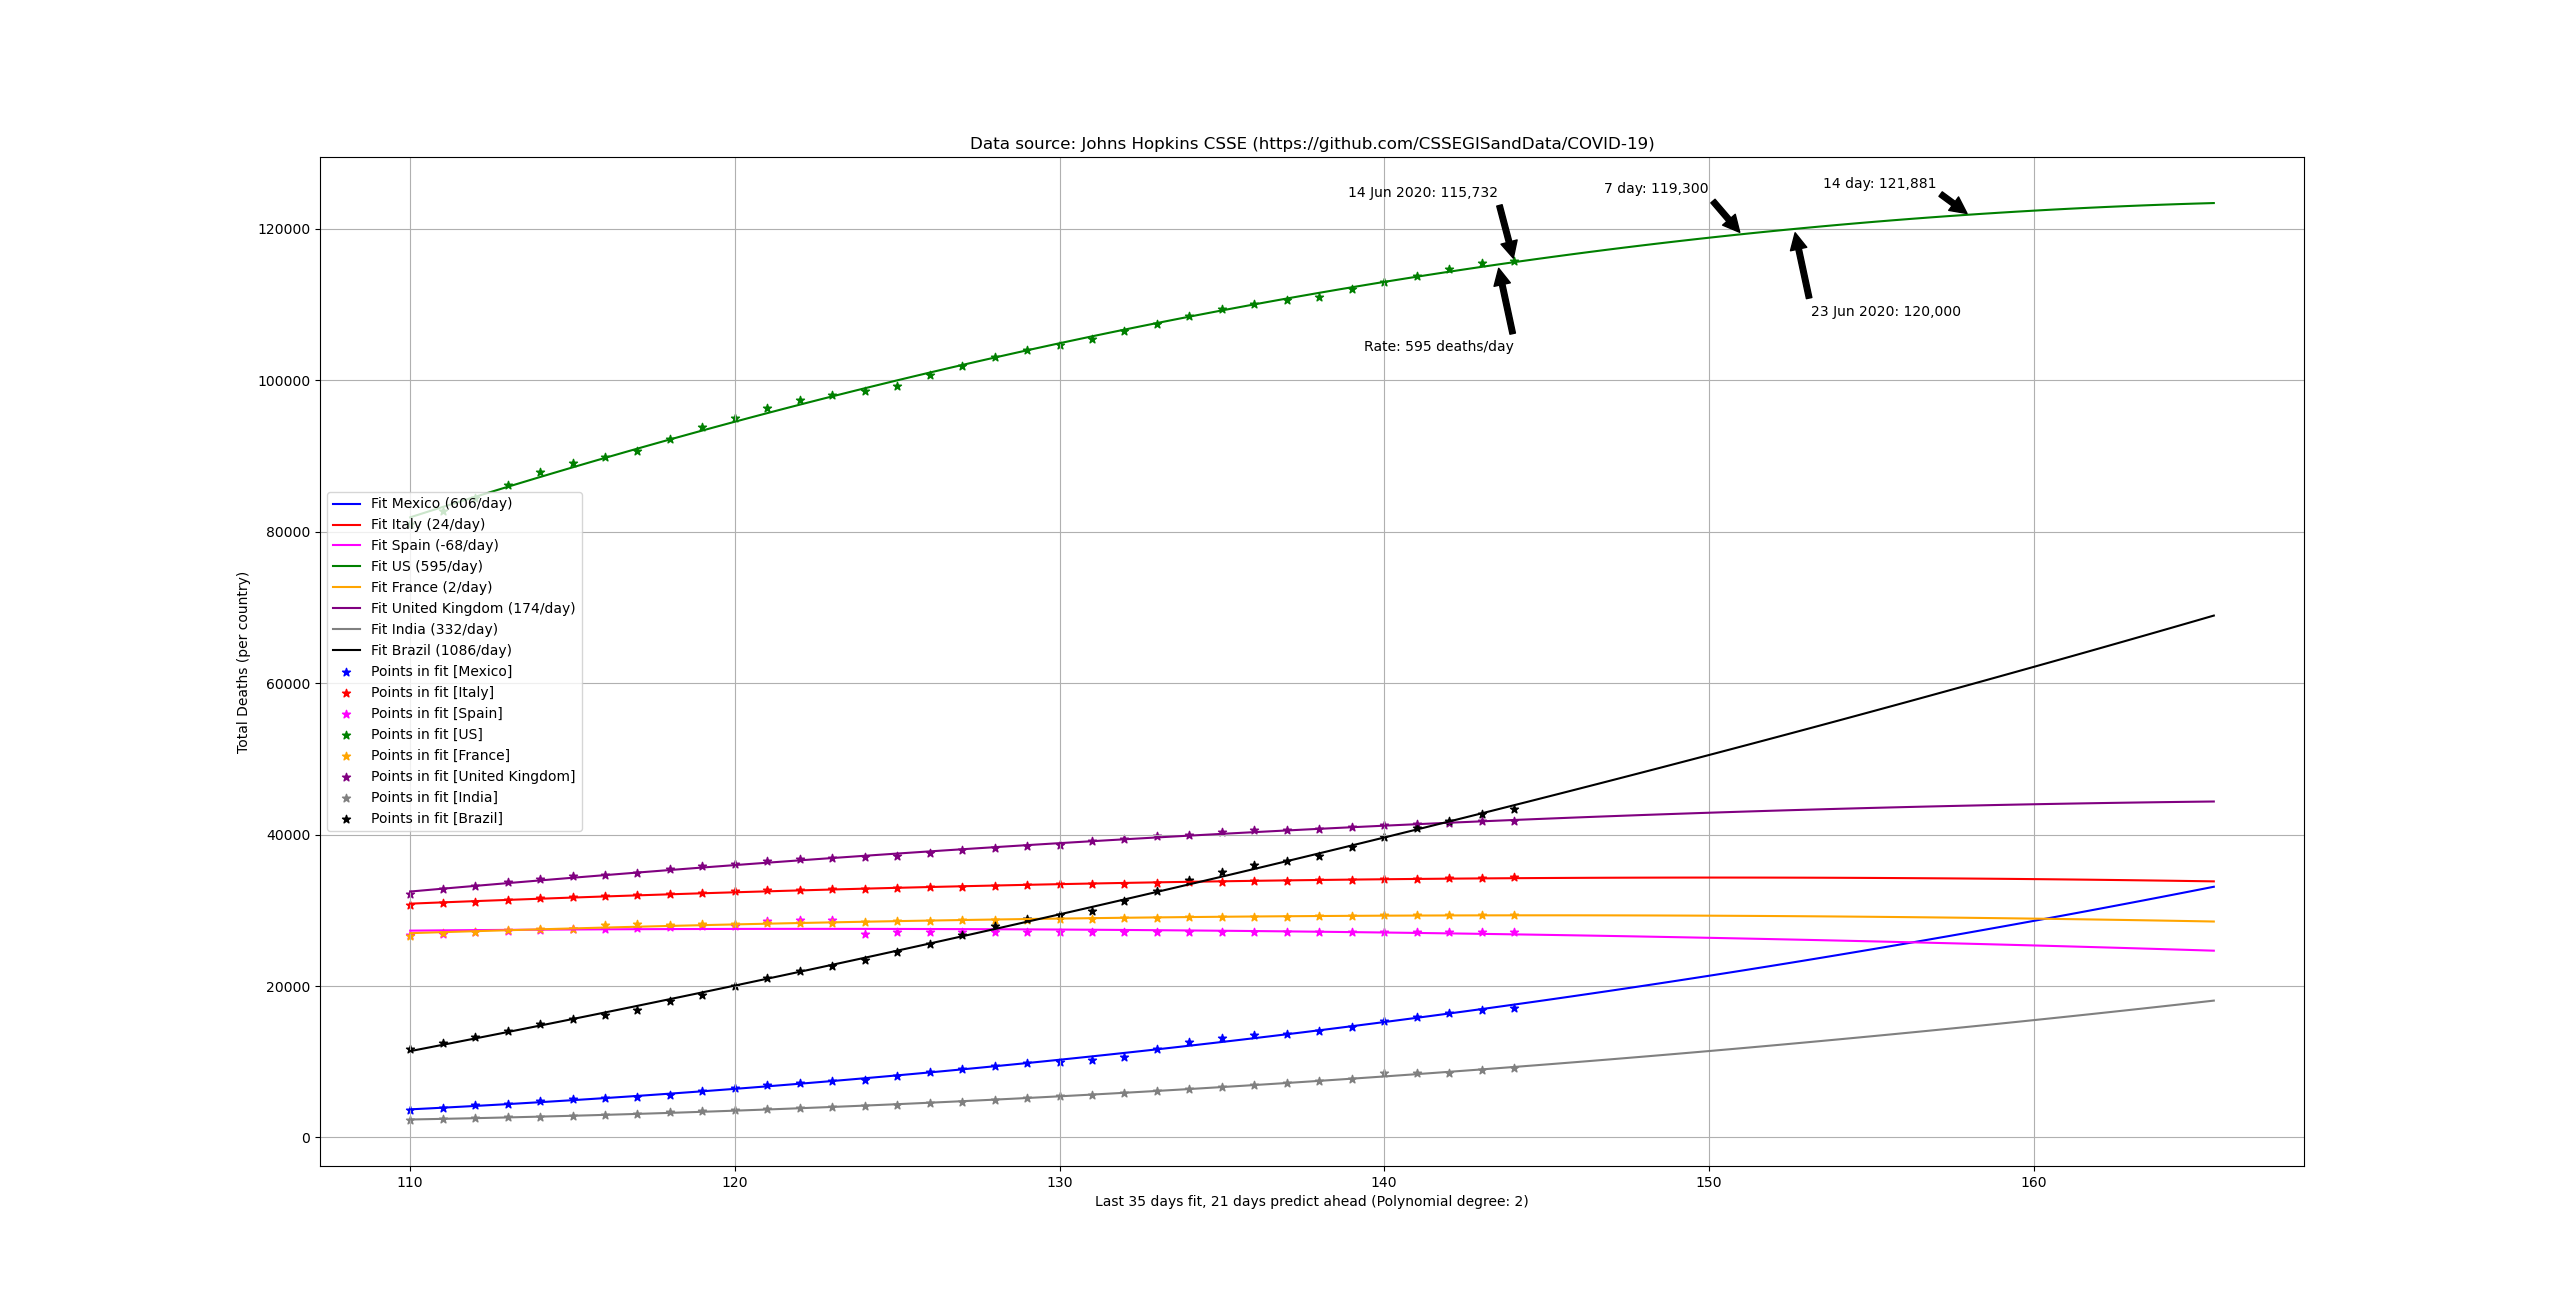 Data source: Johns Hopkins CSSE (https://github.com/CSSEGISandData/COVID-19)
14 Jun 2020: 115,732
7 day: 119,300
14 day: 121,881
23 Jun 2020: 120,000
Rate: 595 deaths/day
Total Deaths (per country)
120000
100000
80000
60000
40000
20000
0
Fit Mexico (606/day)
Fit Italy (24/day)
Fit Spain (-68/day)
Fit US (595/day)
Fit France (2/day)
Fit United Kingdom (174/day)
Fit India (332/day)
Fit Brazil (1086/day)
Points in fit [Mexico]
Points in fit [Italy]
Points in fit [Spain]
Points in fit [US]
Points in fit [France]
Points in fit [United Kingdom]
Points in fit [India]
Points in fit [Brazil]
110 120 130 140 150 160
Last 35 days fit, 21 days predict ahead (Polynomial degree: 2)